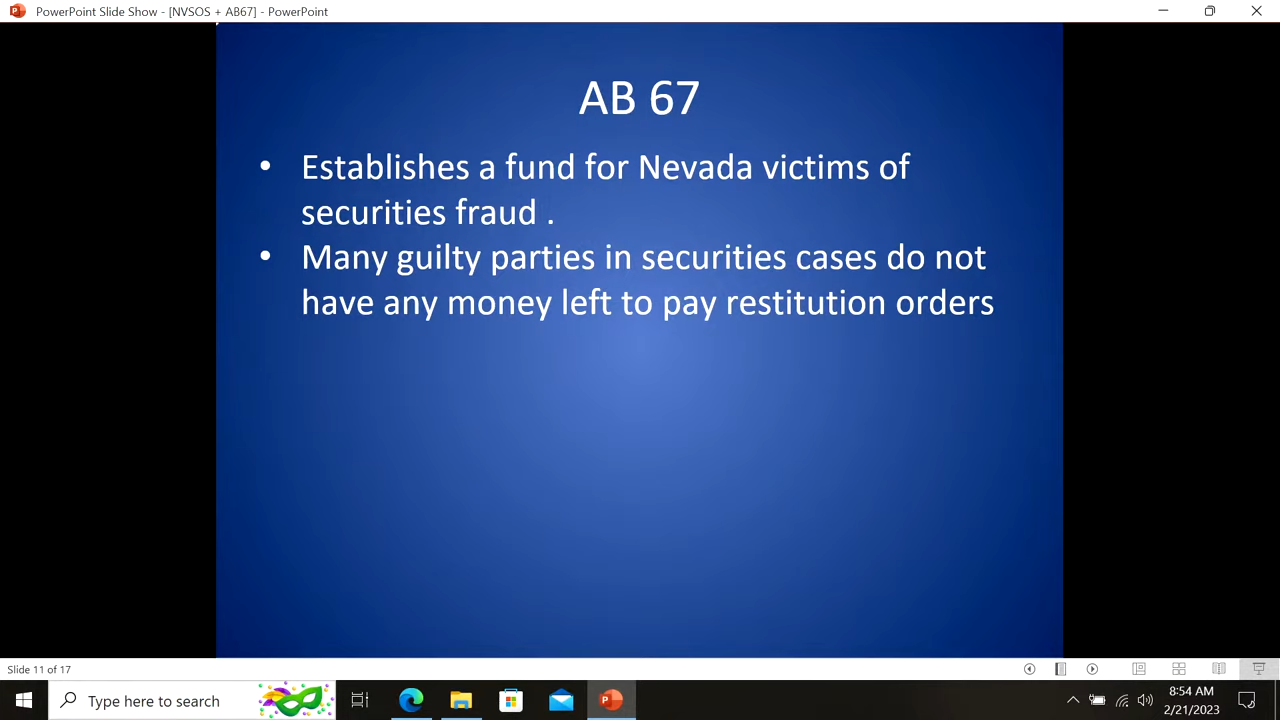 PowerPoint Slide Show - [NVSOS + AB67] - PowerPoint
AB 67
• Establishes a fund for Nevada victims of
securities fraud .
• Many guilty parties in securities cases do not
have any money left to pay restitution orders
Slide 11 of 17
Type here to search
8:54 AM
2/21/2023